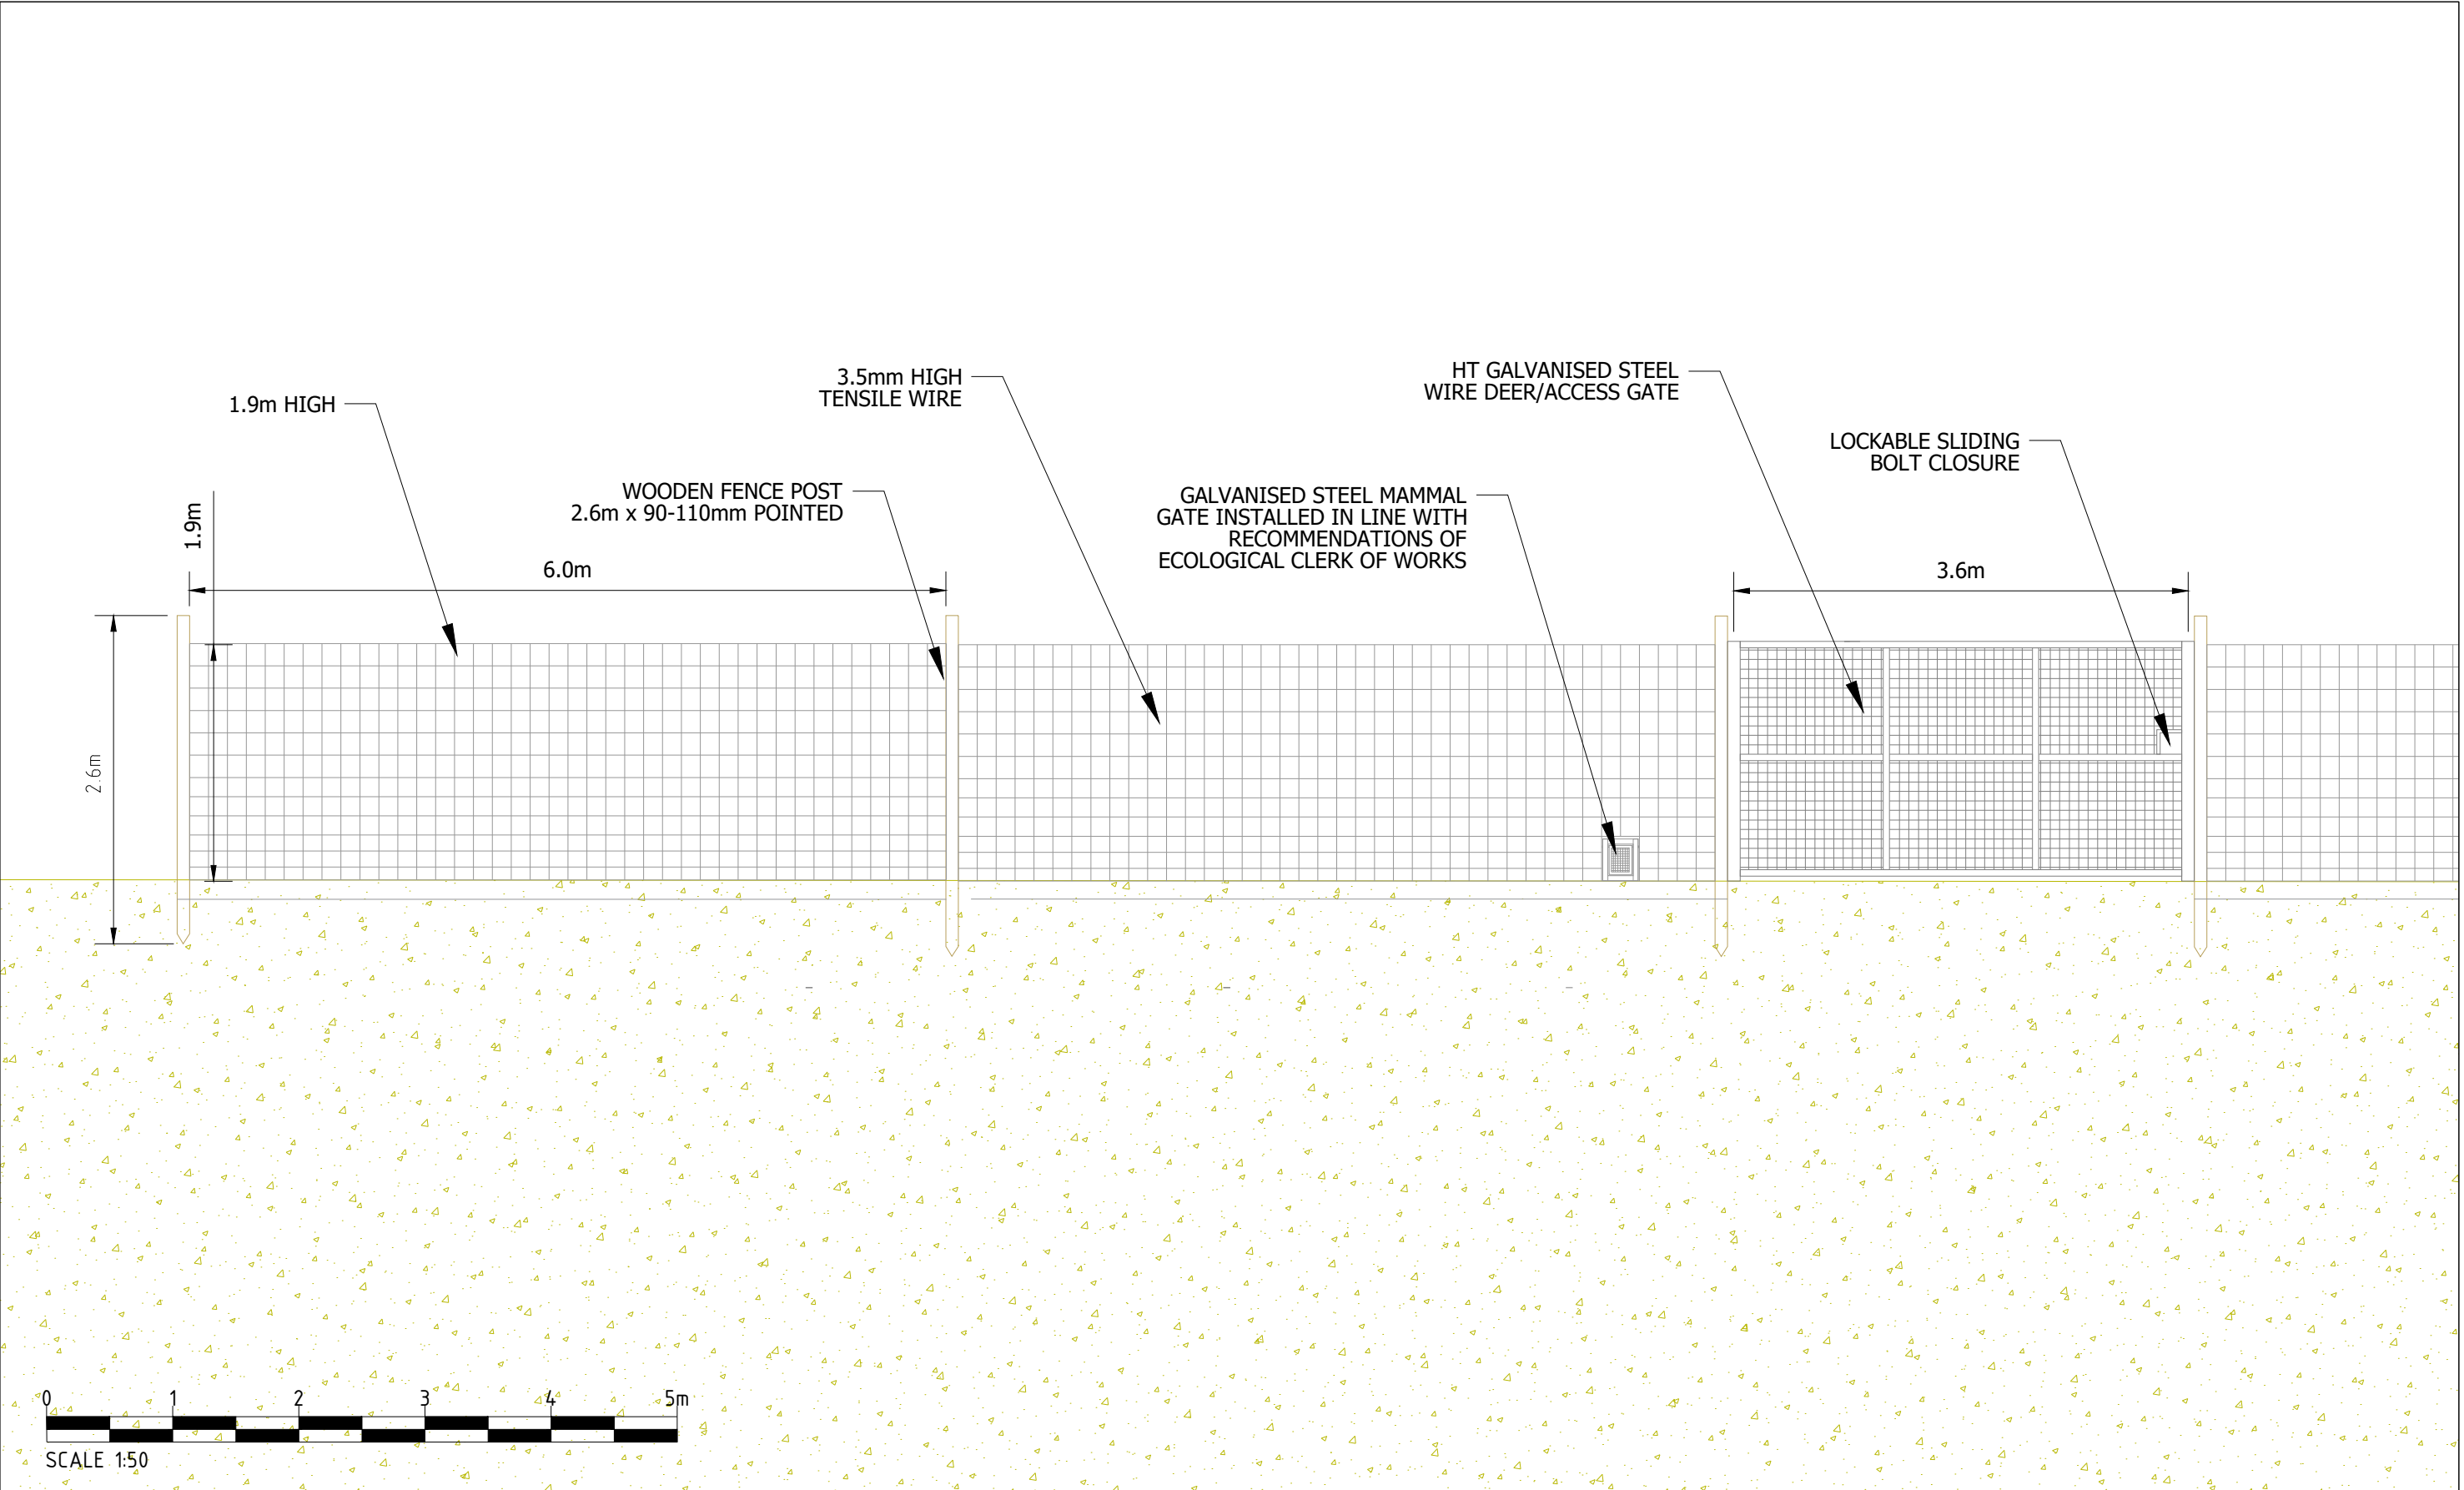 HT GALVANISED STEEL
WIRE DEER/ACCESS GATE
3.5mm HIGH
TENSILE WIRE
1.9m HIGH
LOCKABLE SLIDING
BOLT CLOSURE
WOODEN FENCE POST
2.6m x 90-110mm POINTED
GALVANISED STEEL MAMMAL
GATE INSTALLED IN LINE WITH
RECOMMENDATIONS OF
ECOLOGICAL CLERK OF WORKS
1.9m
6.0m
3.6m
2.6m
0 1 2 3 4 5m
SCALE 1:50